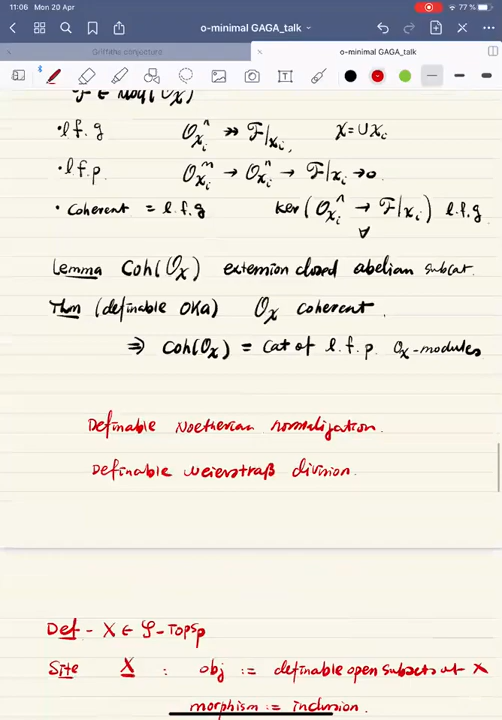 11:06 Mon 20 Apr
77 %
o-minimal GAGA_talk
Griffiths conjecture
o-minimal GAGA_talk
F ∈ Mod(O_X)
· l.f.g O_{X_i}^n ↠ F|_{X_i}, X = ∪X_i
· l.f.p. O_{X_i}^m → O_{X_i}^n → F|_{X_i} → 0
· Coherent = l.f.g Ker(O_{X_i}^n → F|_{X_i}) l.f.g
∀
Lemma Coh(O_X) extension closed abelian subcat.
Thm (definable OKa) O_X coherent.
⇒ Coh(O_X) = Cat of l.f.p. O_X-modules
Definable Noetherian normalization.
Definable Weierstraß division.
Def - X ∈ S-TopSp
Site X : obj := definable open subsets of X
morphism := inclusion.